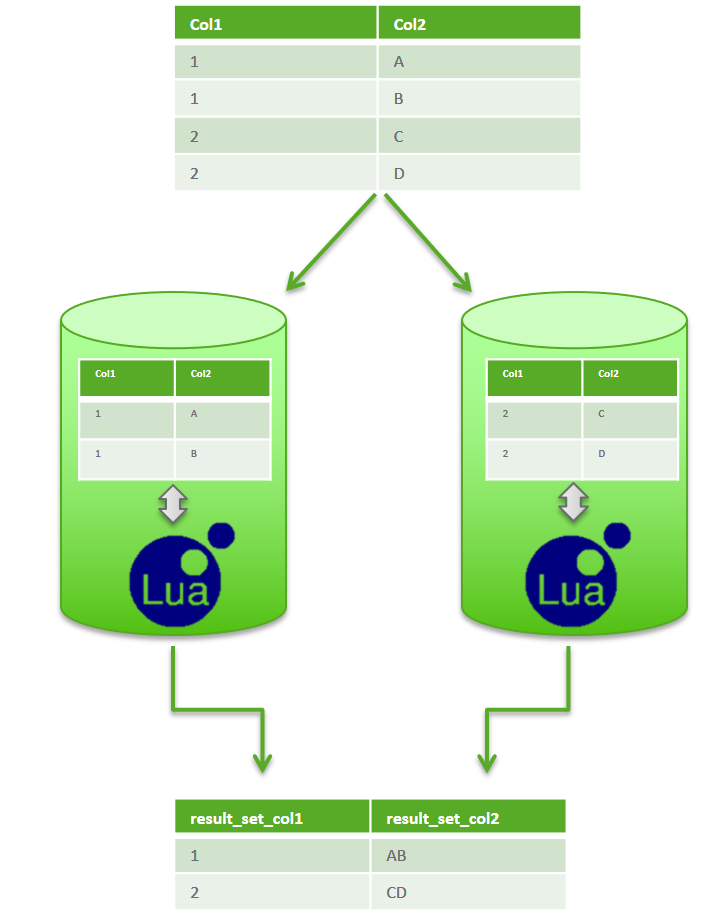 Col1 Col2
1 A
1 B
2 C
2 D
Col1 Col2
1 A
1 B
Lua
Col1 Col2
2 C
2 D
Lua
result_set_col1 result_set_col2
1 AB
2 CD